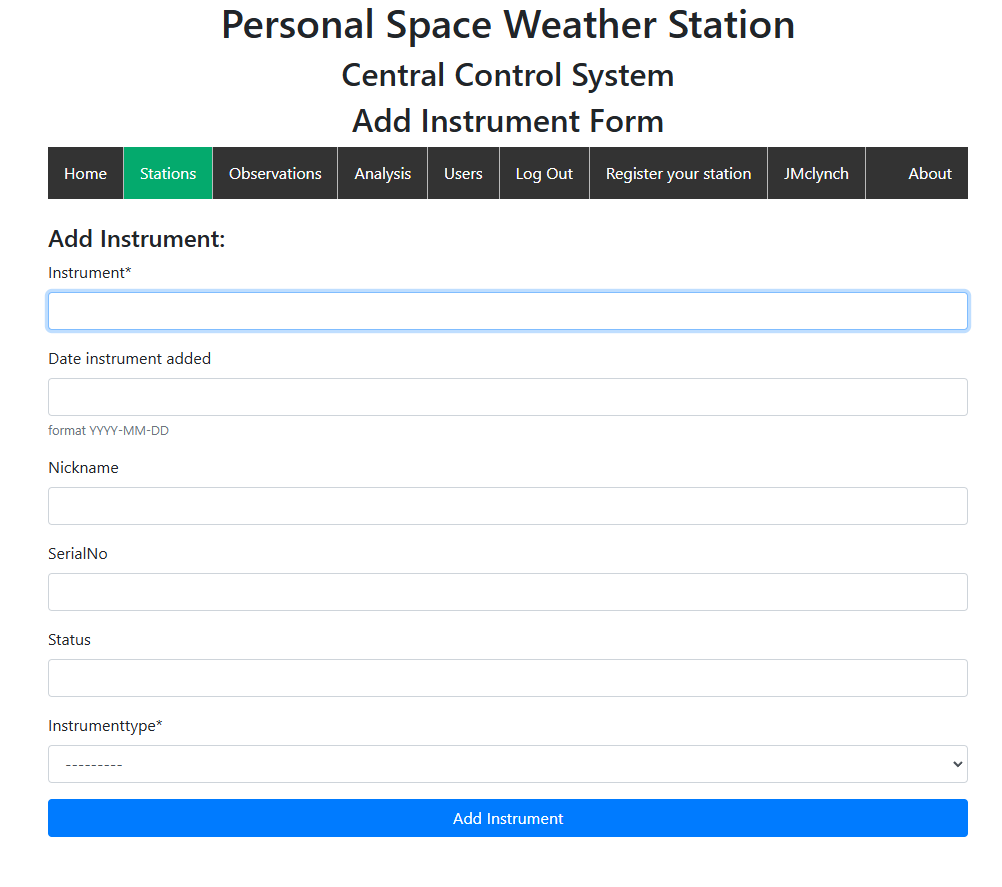 Personal Space Weather Station
Central Control System
Add Instrument Form
Home Stations Observations Analysis Users Log Out Register your station JMclynch About
Add Instrument:
Instrument*
Date instrument added
format YYYY-MM-DD
Nickname
SerialNo
Status
Instrumenttype*
---------
Add Instrument